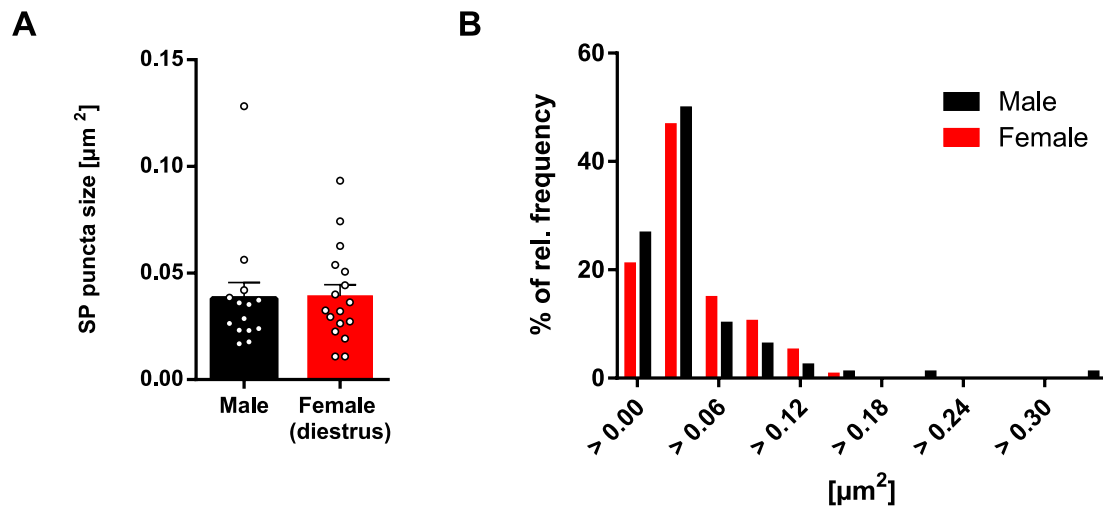 A
SP puncta size [µm ²]
0.15
0.10
0.05
0.00
Male
Female
(diestrus)
B
% of rel. frequency
60
40
20
0
Male
Female
> 0.00
> 0.06
> 0.12
> 0.18
> 0.24
> 0.30
[µm²]